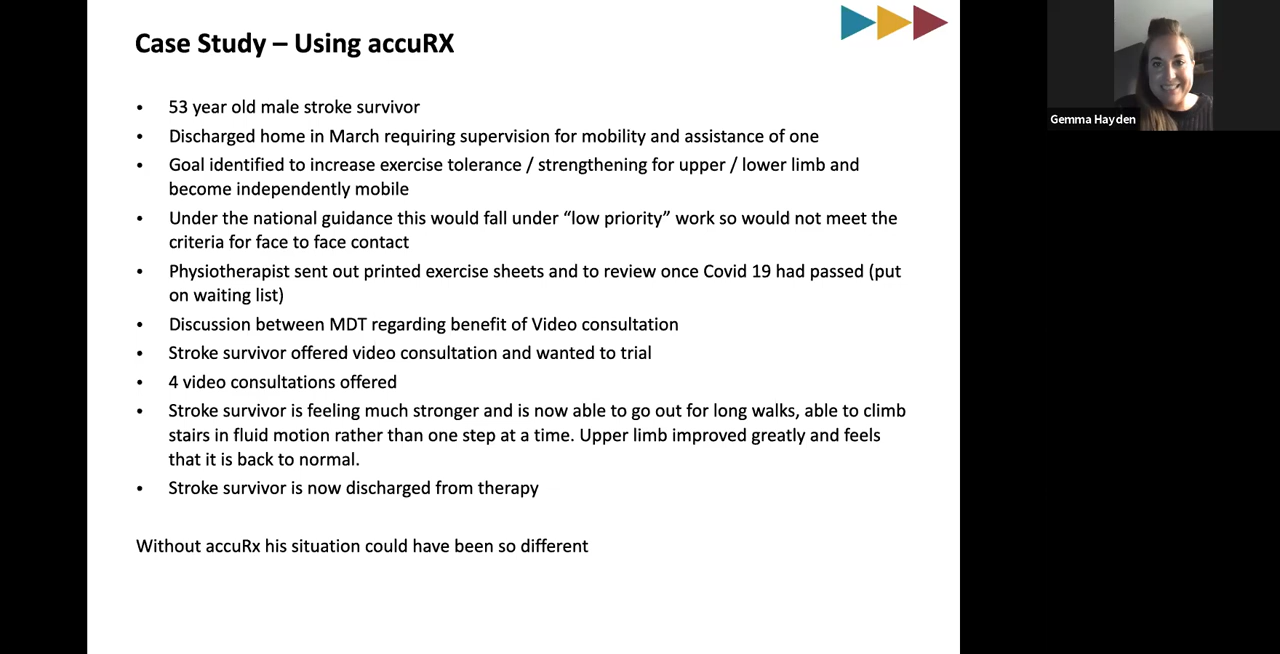 Case Study – Using accuRX
Gemma Hayden
• 53 year old male stroke survivor
• Discharged home in March requiring supervision for mobility and assistance of one
• Goal identified to increase exercise tolerance / strengthening for upper / lower limb and
become independently mobile
• Under the national guidance this would fall under “low priority” work so would not meet the
criteria for face to face contact
• Physiotherapist sent out printed exercise sheets and to review once Covid 19 had passed (put
on waiting list)
• Discussion between MDT regarding benefit of Video consultation
• Stroke survivor offered video consultation and wanted to trial
• 4 video consultations offered
• Stroke survivor is feeling much stronger and is now able to go out for long walks, able to climb
stairs in fluid motion rather than one step at a time. Upper limb improved greatly and feels
that it is back to normal.
• Stroke survivor is now discharged from therapy
Without accuRx his situation could have been so different